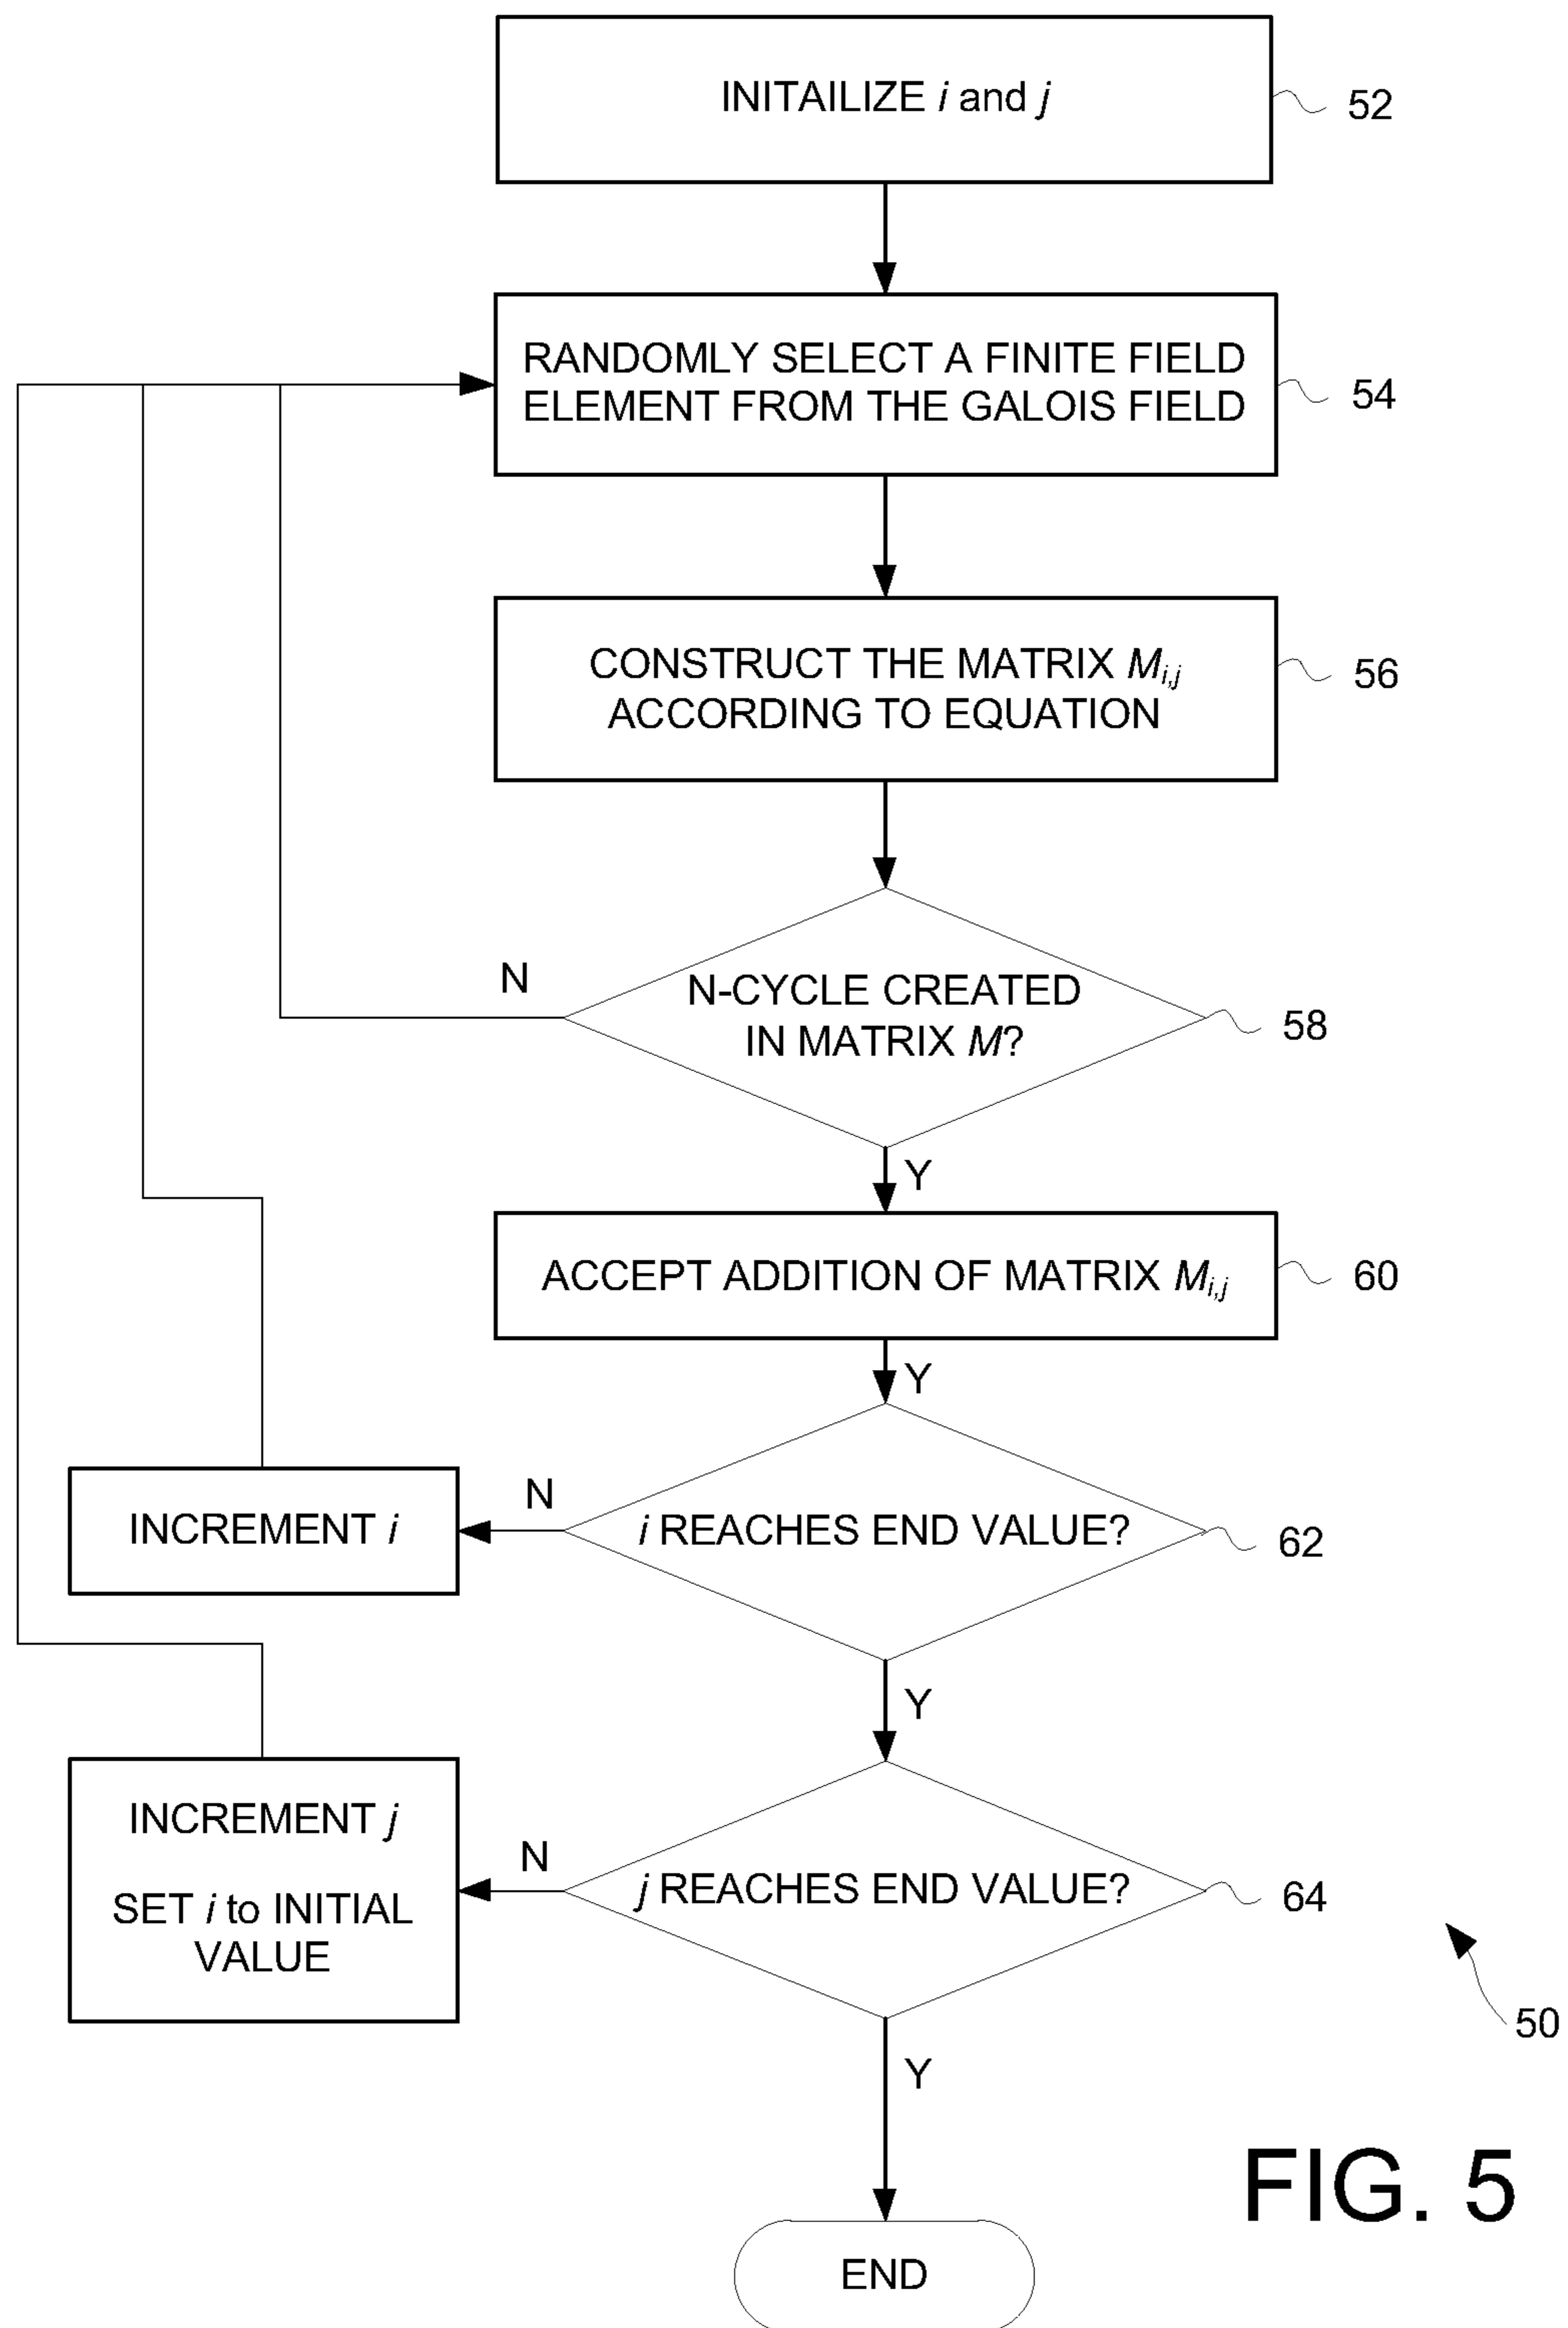 INITAILIZE i and j
52
RANDOMLY SELECT A FINITE FIELD
ELEMENT FROM THE GALOIS FIELD
54
CONSTRUCT THE MATRIX Mi,j
ACCORDING TO EQUATION
56
N
N-CYCLE CREATED
IN MATRIX M?
58
Y
ACCEPT ADDITION OF MATRIX Mi,j
60
Y
INCREMENT i
N
i REACHES END VALUE?
62
Y
INCREMENT j
SET i to INITIAL
VALUE
N
j REACHES END VALUE?
64
50
Y
FIG. 5
END